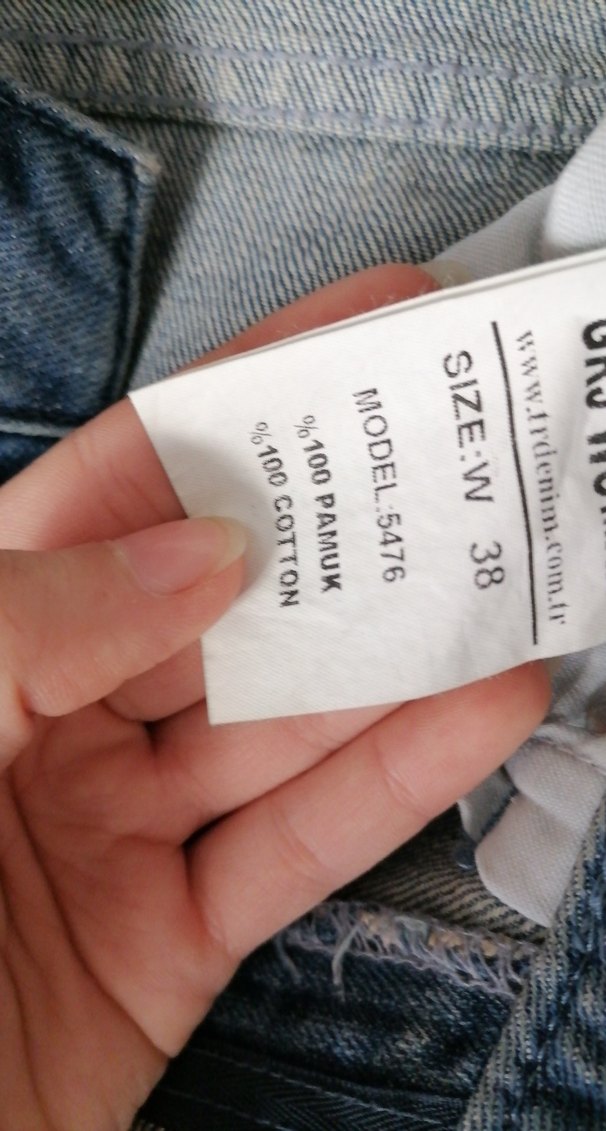 www.trdenim.com.tr
SIZE:W 38
MODEL:5476
%100 PAMUK
%100 COTTON